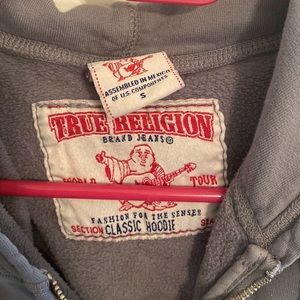 ASSEMBLED IN MEXICO
OF U.S. COMPONENTS
S
TRUE RELIGION
BRAND JEANS®
WORLD TOUR
FASHION FOR THE SENSES
SECTION CLASSIC HOODIE